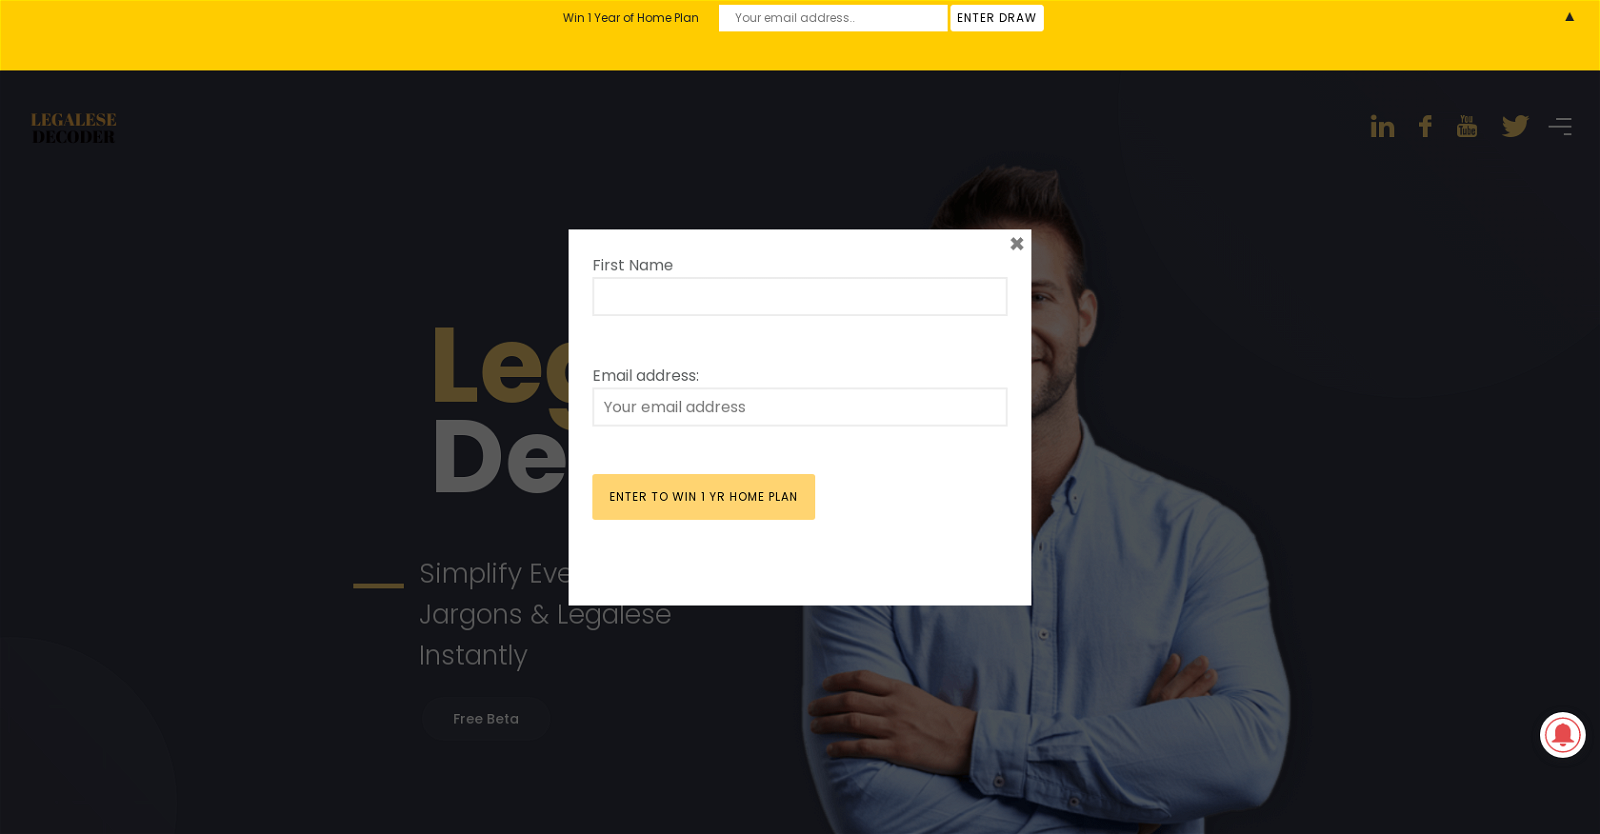 Win 1 Year of Home Plan
Your email address..
ENTER DRAW
▲
LEGALESE
DECODER
You
Tube
✖
First Name
Leg
De
Email address:
Your email address
ENTER TO WIN 1 YR HOME PLAN
Simplify Eve
Jargons & Legalese
Instantly
Free Beta